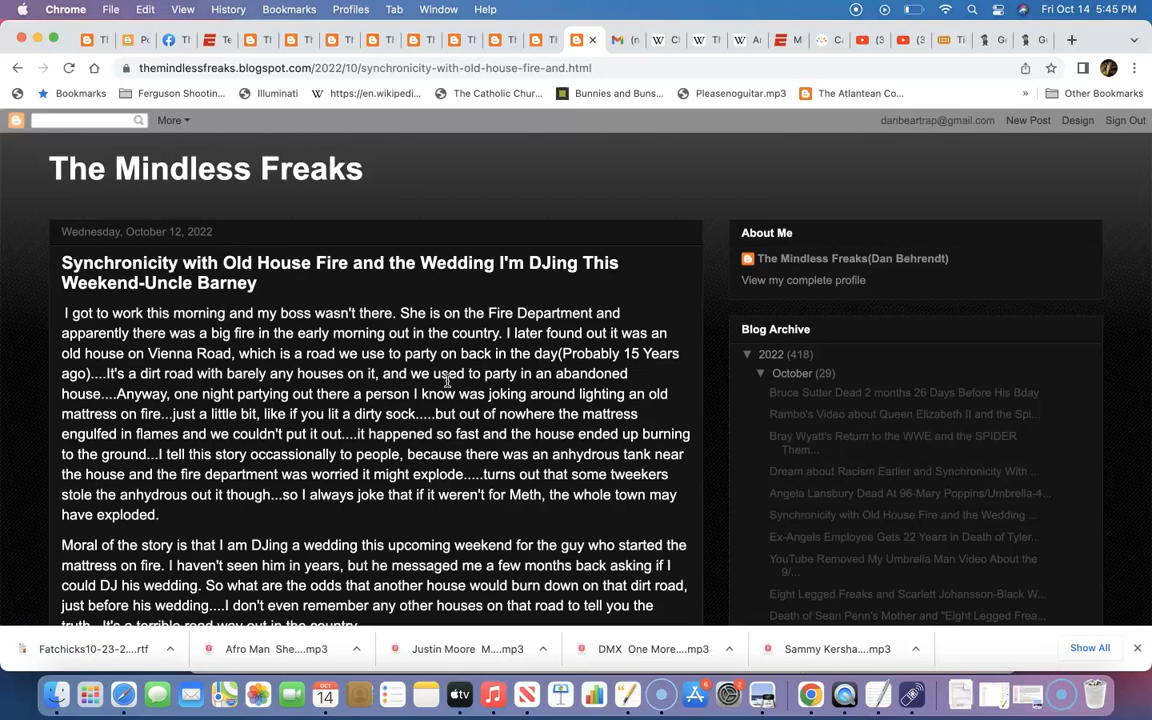 Chrome File Edit View History Bookmarks Profiles Tab Window Help Fri Oct 14 5:45 PM
themindlessfreaks.blogspot.com/2022/10/synchronicity-with-old-house-fire-and.html
Bookmarks Ferguson Shootin... Illuminati https://en.wikipedi... The Catholic Chur... Bunnies and Buns... Pleasenoguitar.mp3 The Atlantean Co... » Other Bookmarks
More danbeartrap@gmail.com New Post Design Sign Out
The Mindless Freaks
Wednesday, October 12, 2022
Synchronicity with Old House Fire and the Wedding I'm DJing This
Weekend-Uncle Barney
I got to work this morning and my boss wasn't there. She is on the Fire Department and
apparently there was a big fire in the early morning out in the country. I later found out it was an
old house on Vienna Road, which is a road we use to party on back in the day(Probably 15 Years
ago)....It's a dirt road with barely any houses on it, and we used to party in an abandoned
house....Anyway, one night partying out there a person I know was joking around lighting an old
mattress on fire...just a little bit, like if you lit a dirty sock.....but out of nowhere the mattress
engulfed in flames and we couldn't put it out....it happened so fast and the house ended up burning
to the ground...I tell this story occassionally to people, because there was an anhydrous tank near
the house and the fire department was worried it might explode.....turns out that some tweekers
stole the anhydrous out it though...so I always joke that if it weren't for Meth, the whole town may
have exploded.
Moral of the story is that I am DJing a wedding this upcoming weekend for the guy who started the
mattress on fire. I haven't seen him in years, but he messaged me a few months back asking if I
could DJ his wedding. So what are the odds that another house would burn down on that dirt road,
just before his wedding....I don't even remember any other houses on that road to tell you the
truth. It's a terrible road way out in the country
About Me
The Mindless Freaks(Dan Behrendt)
View my complete profile
Blog Archive
▼ 2022 (418)
▼ October (29)
Bruce Sutter Dead 2 months 26 Days Before His Bday
Rambo's Video about Queen Elizabeth II and the Spi...
Bray Wyatt's Return to the WWE and the SPIDER
Them...
Dream about Racism Earlier and Synchronicity With ...
Angela Lansbury Dead At 96-Mary Poppins/Umbrella-4...
Synchronicity with Old House Fire and the Wedding ...
Ex-Angels Employee Gets 22 Years in Death of Tyler...
YouTube Removed My Umbrella Man Video About the
9/...
Eight Legged Freaks and Scarlett Johansson-Black W...
Death of Sean Penn's Mother and "Eight Legged Frea...
Fatchicks10-23-2....rtf Afro Man She....mp3 Justin Moore M....mp3 DMX One More....mp3 Sammy Kersha....mp3 Show All
OCT
14
6
2